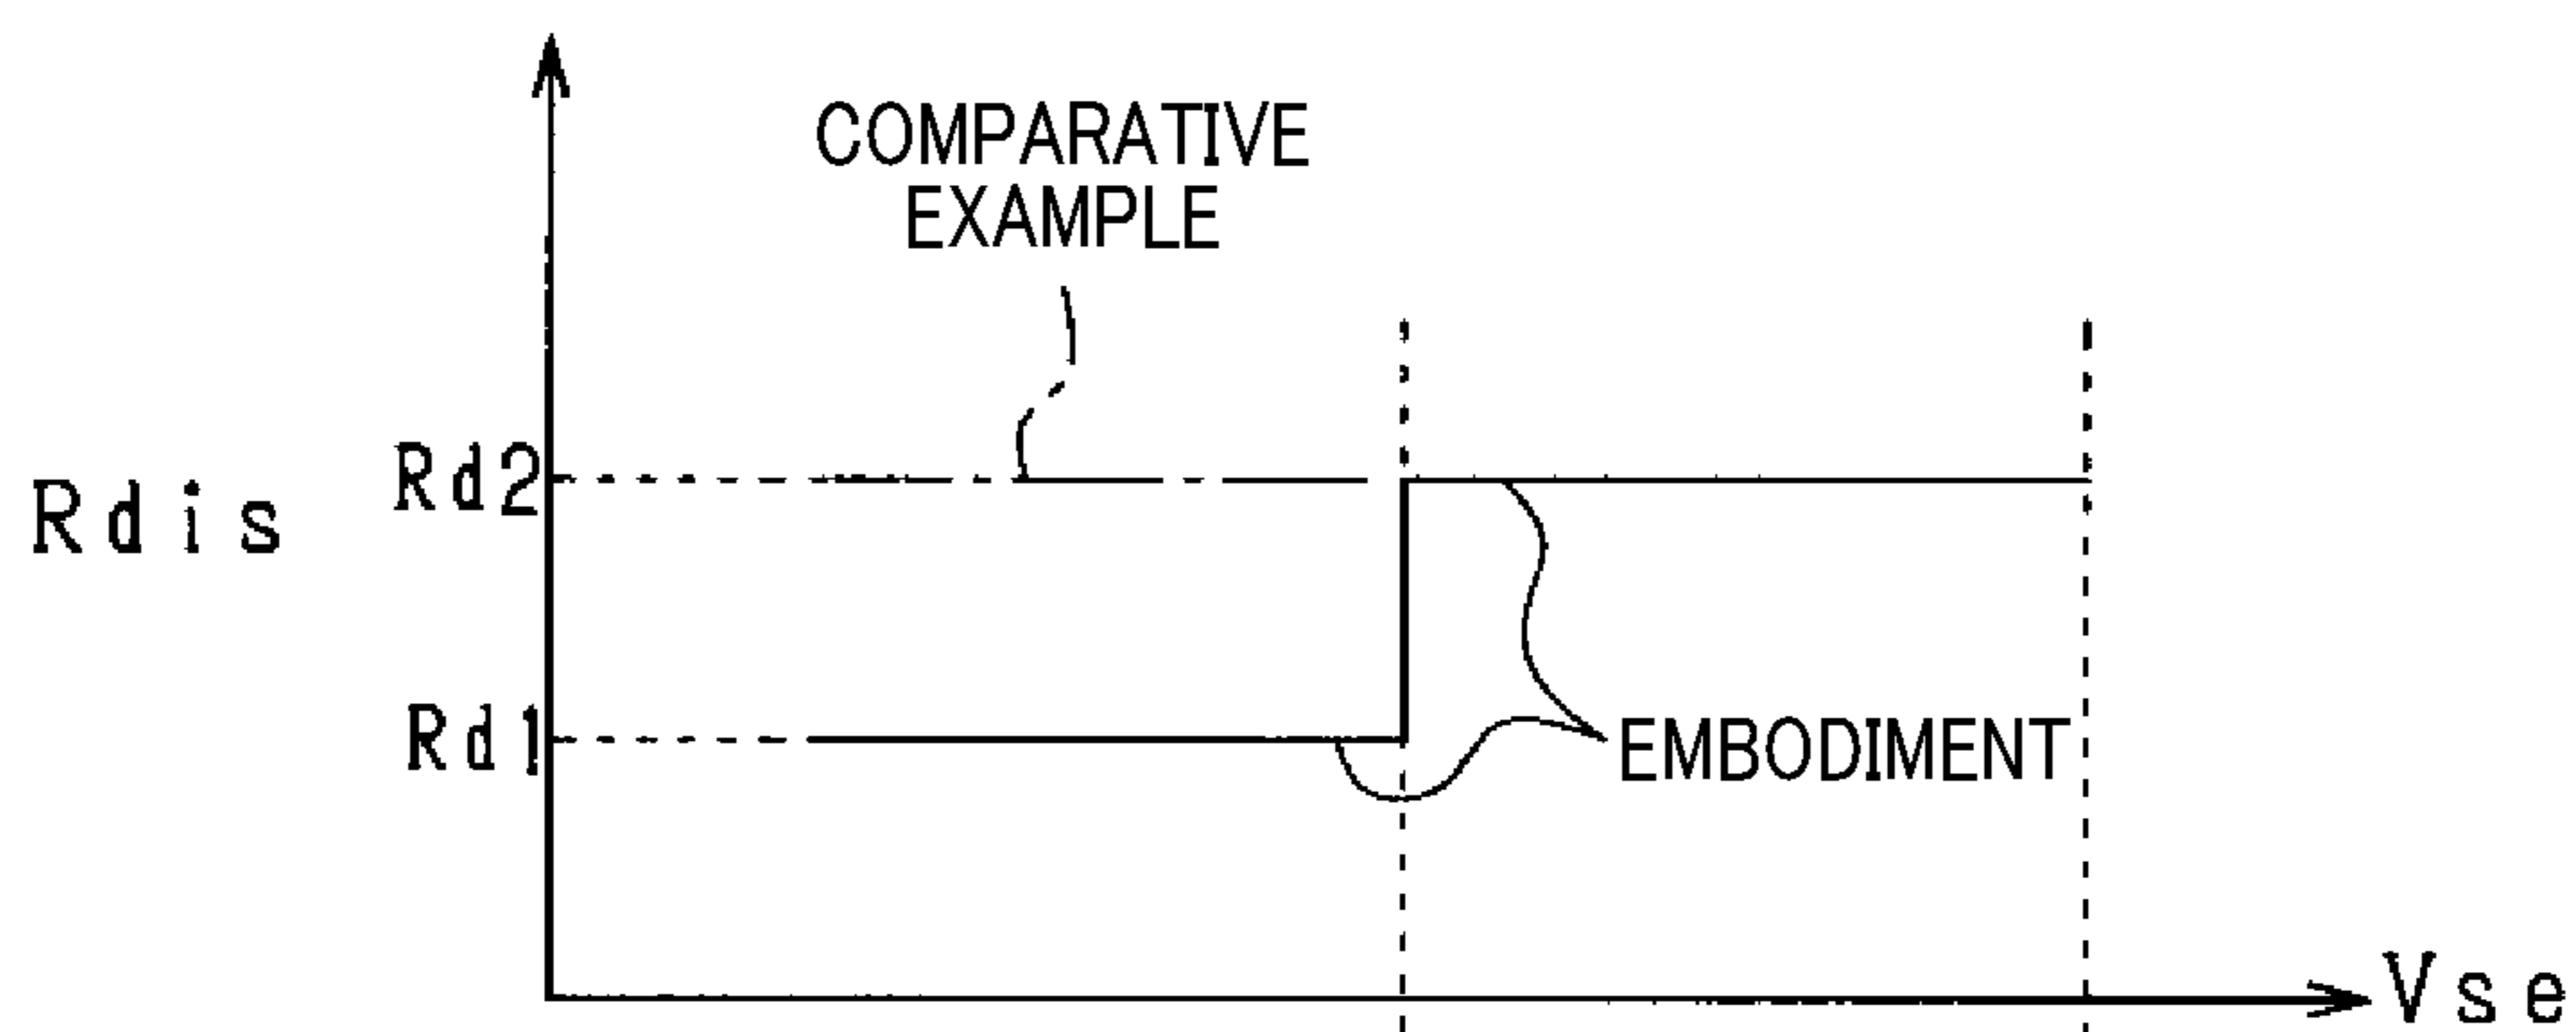 COMPARATIVE
EXAMPLE
Rd2
Rdis
Rd1
EMBODIMENT
Vse